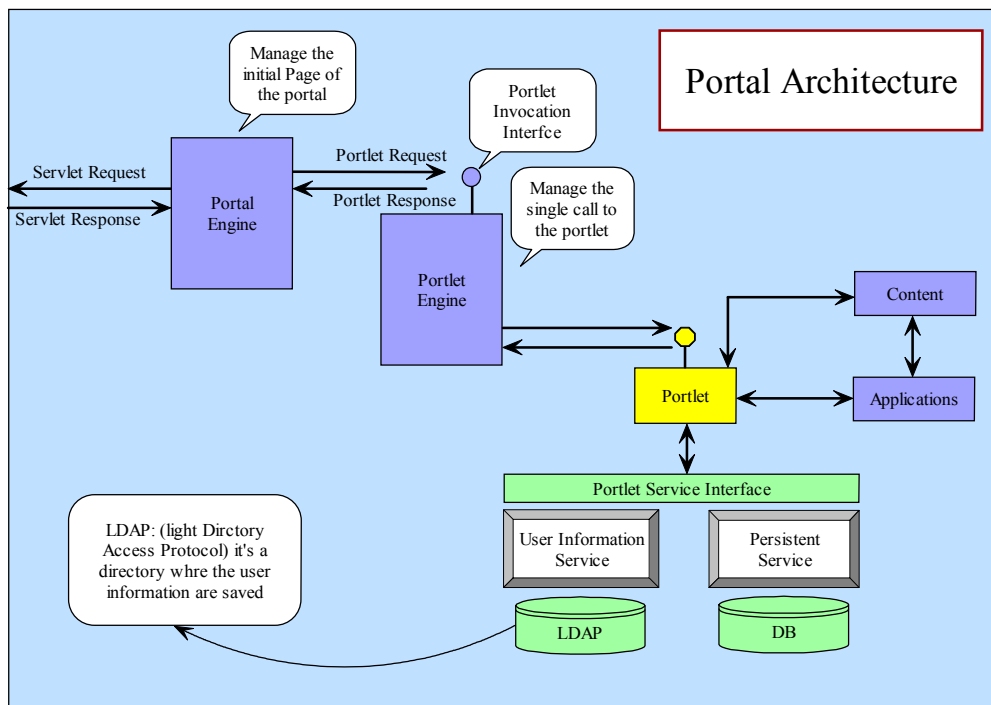 Portal Architecture
Manage the
initial Page of
the portal
Portlet
Invocation
Interfce
Servlet Request
Servlet Response
Portal
Engine
Portlet Request
Portlet Response
Manage the
single call to
the portlet
Portlet
Engine
Content
Portlet
Applications
Portlet Service Interface
LDAP: (light Dirctory
Access Protocol) it's a
directory whre the user
information are saved
User Information
Service
Persistent
Service
LDAP
DB